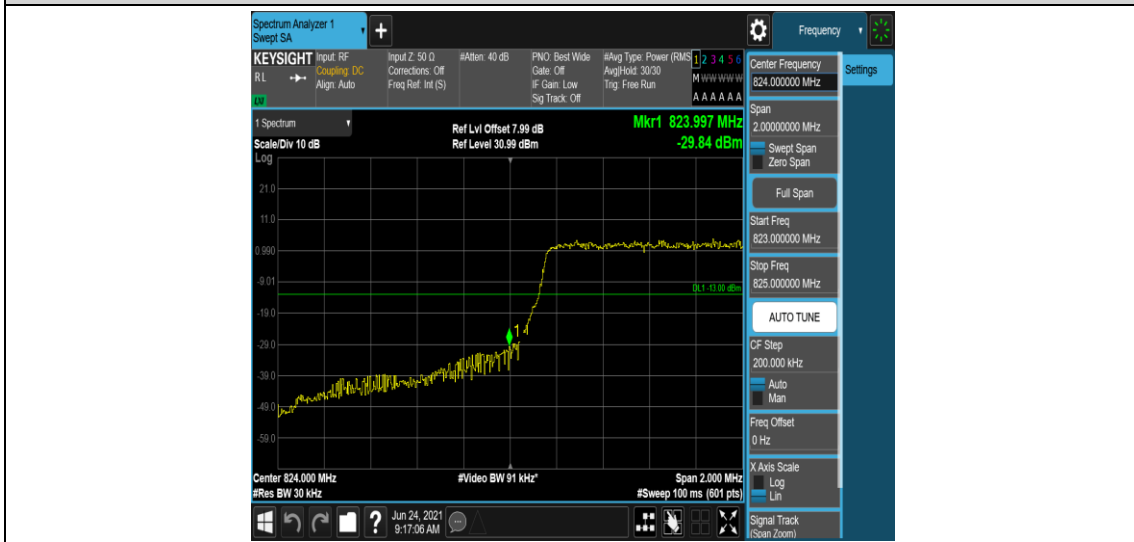 Spectrum Analyzer 1
Swept SA
+
Frequency
KEYSIGHT
RL
LXI
Input: RF
Coupling: DC
Align: Auto
Input Z: 50 Ω
Corrections: Off
Freq Ref: Int (S)
#Atten: 40 dB
PNO: Best Wide
Gate: Off
IF Gain: Low
Sig Track: Off
#Avg Type: Power (RMS
Avg|Hold: 30/30
Trig: Free Run
1 2 3 4 5 6
M W W W W W
A A A A A A
1 Spectrum
Scale/Div 10 dB
Log
Ref Lvl Offset 7.99 dB
Ref Level 30.99 dBm
Mkr1 823.997 MHz
-29.84 dBm
21.0
11.0
0.990
-9.01
-19.0
-29.0
-39.0
-49.0
-59.0
DL1 -13.00 dBm
1
Center 824.000 MHz
#Res BW 30 kHz
#Video BW 91 kHz*
Span 2.000 MHz
#Sweep 100 ms (601 pts)
?
Jun 24, 2021
9:17:06 AM
Center Frequency
824.000000 MHz
Settings
Span
2.00000000 MHz
Swept Span
Zero Span
Full Span
Start Freq
823.000000 MHz
Stop Freq
825.000000 MHz
AUTO TUNE
CF Step
200.000 kHz
Auto
Man
Freq Offset
0 Hz
X Axis Scale
Log
Lin
Signal Track
(Span Zoom)